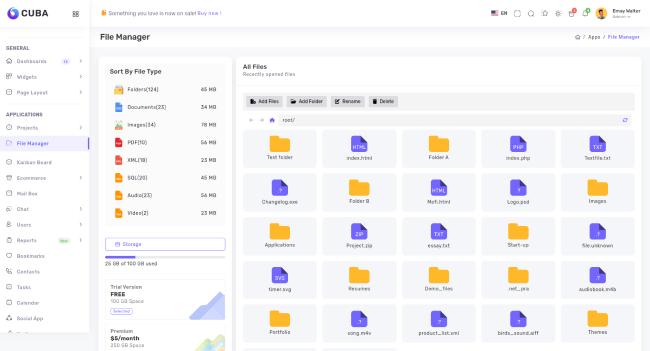 CUBA
Something you love is now on sale! Buy now !
EN
Emay Walter
File Manager
Apps / File Manager
GENERAL
Dashboards
Widgets
Page Layout
APPLICATIONS
Projects
File Manager
Kanban Board
Ecommerce
Mail Box
Chat
Users
Reports New
Bookmarks
Contacts
Tasks
Calendar
Social App
Sort By File Type
Folders(124) 45 MB
Documents(23) 34 MB
Images(34) 78 MB
PDF(10) 56 MB
XML(18) 23 MB
SQL(20) 45 MB
Audio(23) 56 MB
Video(2) 23 MB
Storage
25 GB of 100 GB used
Trial Version
FREE
100 GB Space
Selected
Premium
$5/month
250 GB Space
All Files
Recently opened files
Add Files Add Folder Rename Delete
root/
HTML PHP TXT
Test folder index.html Folder A index.php Textfile.txt
? HTML ?
Changelog.exe Folder B Mofi.html Logo.psd Images
ZIP TXT ?
Applications Project.zip essay.txt Start-up file.unknown
SVG ?
timer.svg Resumes Demo_files .net_pro audiobook.m4b
? ? ?
Portfolio song.m4v product_list.xml birds_sound.aiff Themes